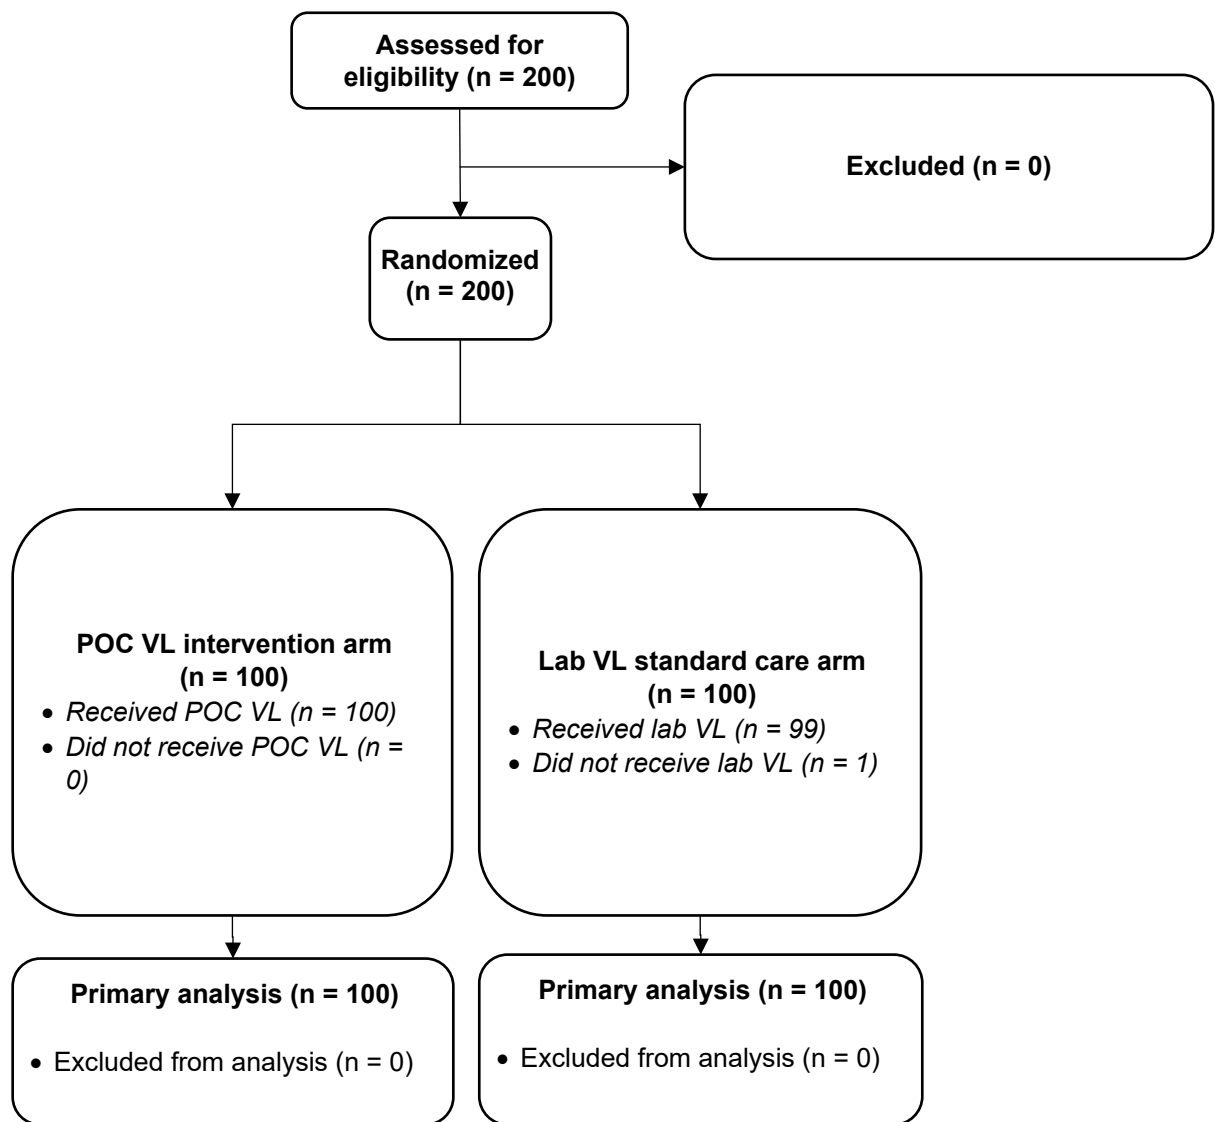 Assessed for
eligibility (n = 200)
Excluded (n = 0)
Randomized
(n = 200)
POC VL intervention arm
(n = 100)
• Received POC VL (n = 100)
• Did not receive POC VL (n =
0)
Lab VL standard care arm
(n = 100)
• Received lab VL (n = 99)
• Did not receive lab VL (n = 1)
Primary analysis (n = 100)
• Excluded from analysis (n = 0)
Primary analysis (n = 100)
• Excluded from analysis (n = 0)